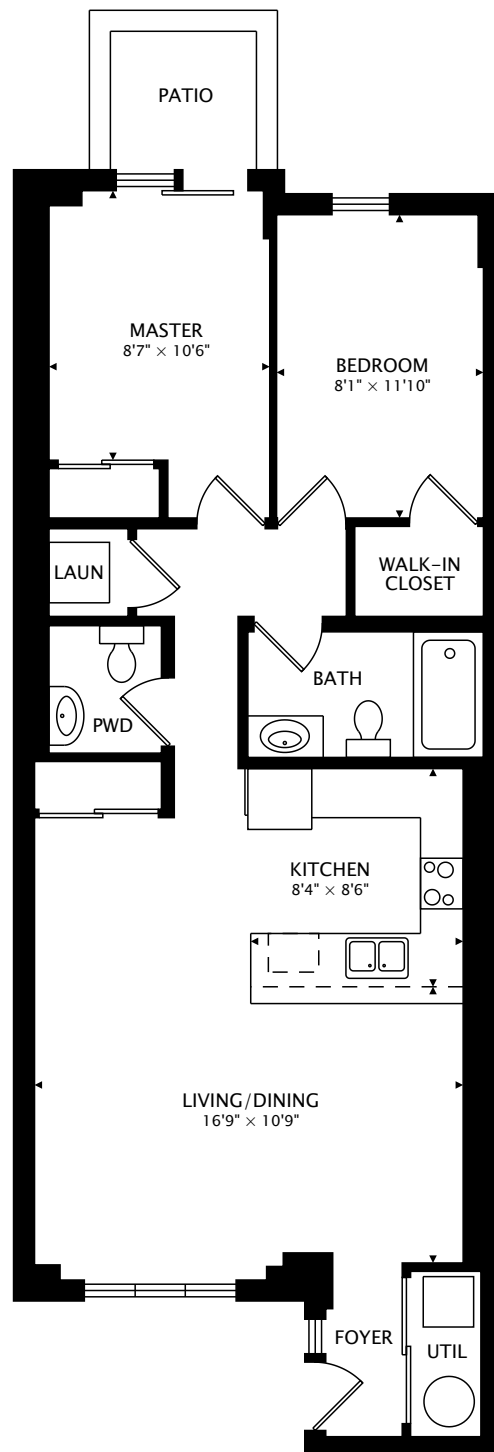 PATIO
MASTER
8'7" × 10'6"
BEDROOM
8'1" × 11'10"
LAUN
WALK-IN
CLOSET
BATH
PWD
KITCHEN
8'4" × 8'6"
LIVING/DINING
16'9" × 10'9"
FOYER
UTIL